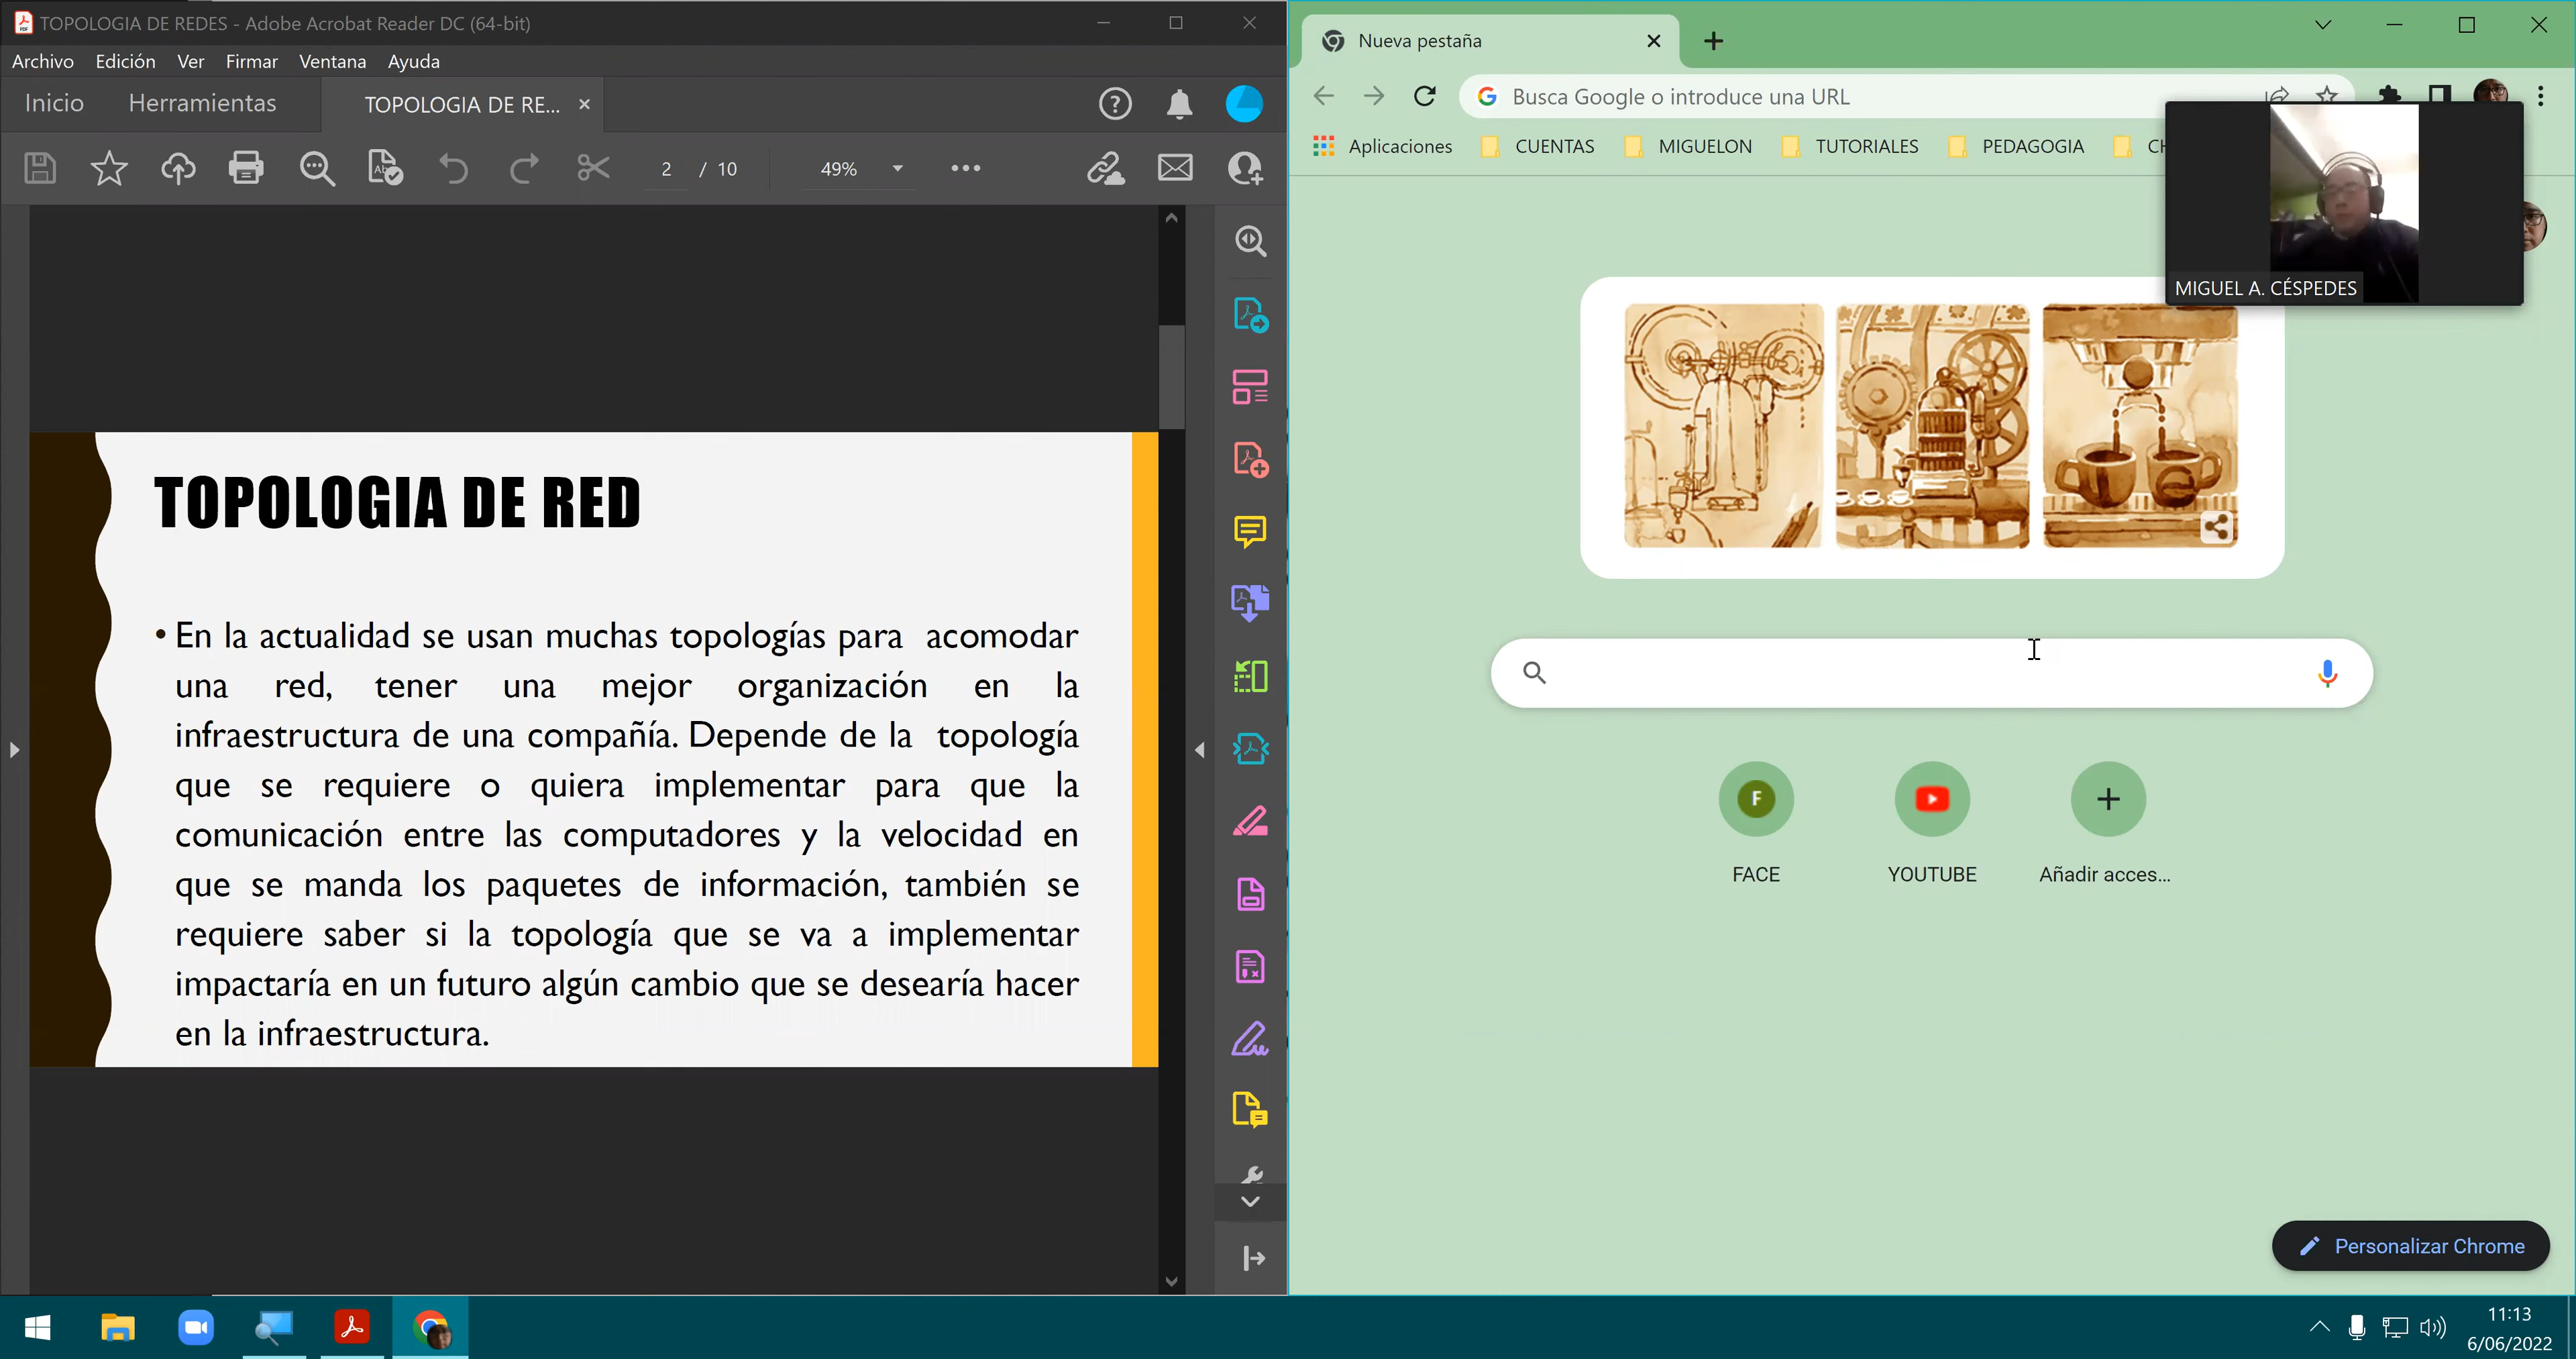 TOPOLOGIA DE REDES - Adobe Acrobat Reader DC (64-bit)
Archivo Edición Ver Firmar Ventana Ayuda
Inicio Herramientas TOPOLOGIA DE RE...
2 / 10 49%
TOPOLOGIA DE RED
• En la actualidad se usan muchas topologías para acomodar
una red, tener una mejor organización en la
infraestructura de una compañía. Depende de la topología
que se requiere o quiera implementar para que la
comunicación entre las computadores y la velocidad en
que se manda los paquetes de información, también se
requiere saber si la topología que se va a implementar
impactaría en un futuro algún cambio que se desearía hacer
en la infraestructura.
Nueva pestaña
Busca Google o introduce una URL
Aplicaciones CUENTAS MIGUELON TUTORIALES PEDAGOGIA CH
MIGUEL A. CÉSPEDES
F
FACE YOUTUBE Añadir acces...
Personalizar Chrome
11:13
6/06/2022